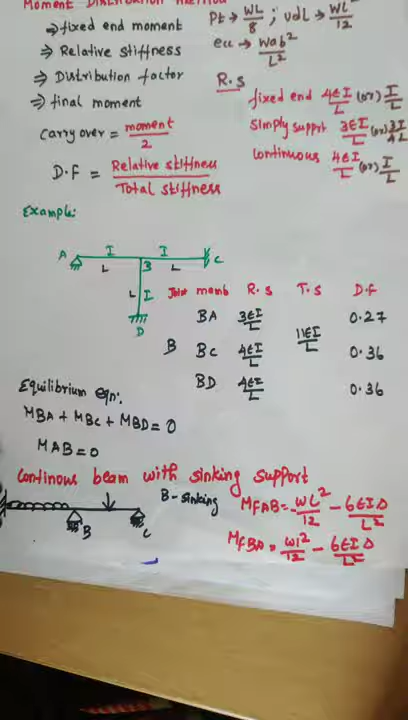 Moment Distribution Method
⇒ fixed end moment
Pt → WL/8 ; udl → WL²/12
ecc → Wab²/L²
⇒ Relative stiffness
⇒ Distribution factor
⇒ final moment
R.S
fixed end 4EI/L (or) I/L
simply support 3EI/L (or) 3I/4L
continuous 4EI/L (or) I/L
carry over = moment/2
D.F = Relative stiffness/Total stiffness
Example:
A I B I C
L L
L I
D
Joint memb R.S T.S D.F
BA 3EI/L 0.27
B BC 4EI/L 11EI/L 0.36
BD 4EI/L 0.36
Equilibrium eqn:
MBA + MBC + MBD = 0
MAB = 0
Continous beam with sinking support
B - sinking
B C
MFAB = -WL²/12 - 6EIΔ/L²
MFBA = Wl²/12 - 6EIΔ/L²